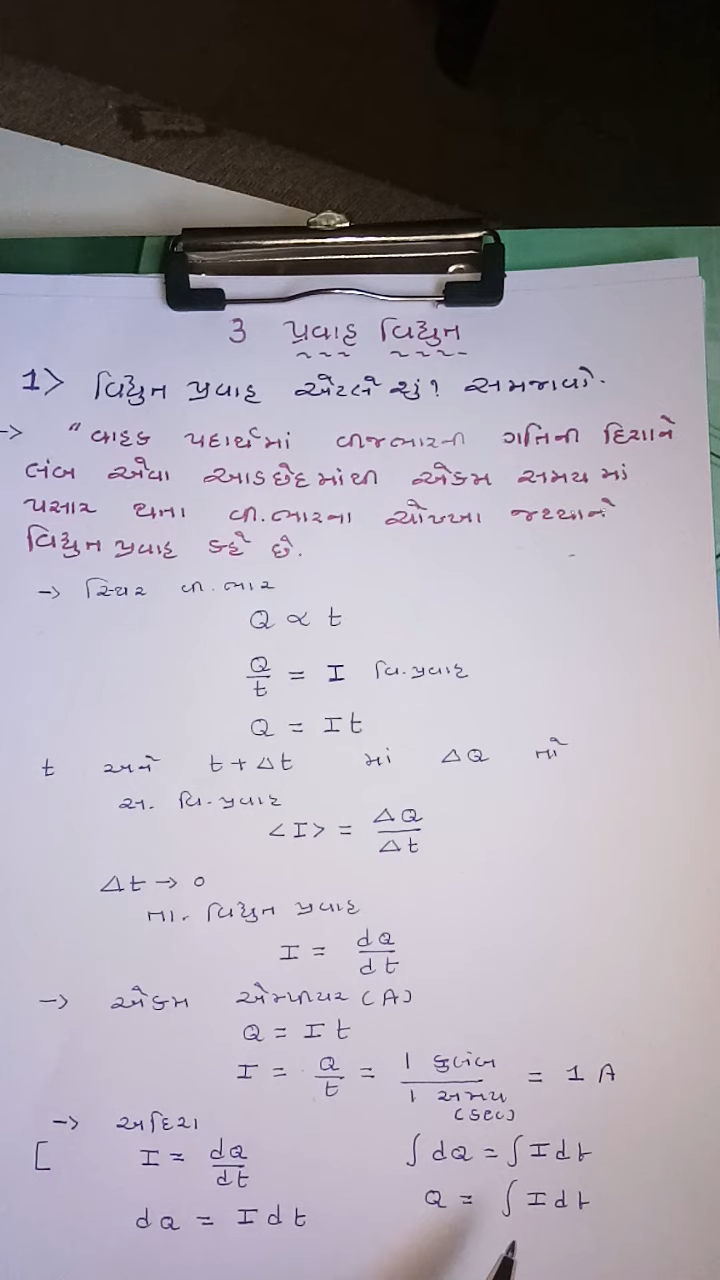 3 પ્રવાહ વિદ્યુત
1> વિદ્યુત પ્રવાહ એટલે શું? સમજાવો.
-> "વાહક પદાર્થમાં વીજભારની ગતિની દિશાને
લંબ એવા આડછેદમાંથી એકમ સમયમાં
પસાર થતા વી.ભારના ચોખ્ખા જથ્થાને
વિદ્યુત પ્રવાહ કહે છે.
-> સ્થિર વી.ભાર
Q ∝ t
Q/t = I વિ.પ્રવાહ
Q = It
t અને t+Δt માં ΔQ નો
સ. વિ.પ્રવાહ
<I> = ΔQ/Δt
Δt → 0
તા. વિદ્યુત પ્રવાહ
I = dQ/dt
-> એકમ એમ્પીયર (A)
Q = It
I = Q/t = 1 કુલંબ/1 સમય (sec) = 1 A
-> અદિશ
[ I = dQ/dt ∫dQ = ∫Idt
dQ = Idt Q = ∫Idt